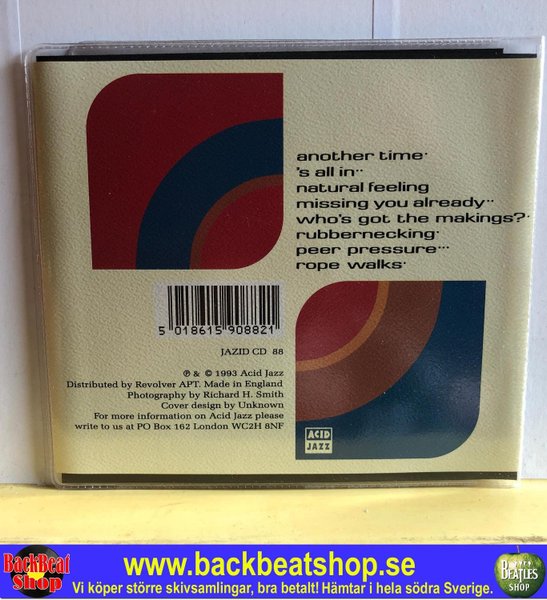 another time·
's all in··
natural feeling
missing you already··
who's got the makings?·
rubbernecking·
peer pressure···
rope walks·
5 018615 908821
JAZID CD 88
℗ & © 1993 Acid Jazz
Distributed by Revolver APT. Made in England
Photography by Richard H. Smith
Cover design by Unknown
For more information on Acid Jazz please
write to us at PO Box 162 London WC2H 8NF
ACID
JAZZ
BackBeat
Shop
www.backbeatshop.se
Vi köper större skivsamlingar, bra betalt! Hämtar i hela södra Sverige.
BEATLES
SHOP